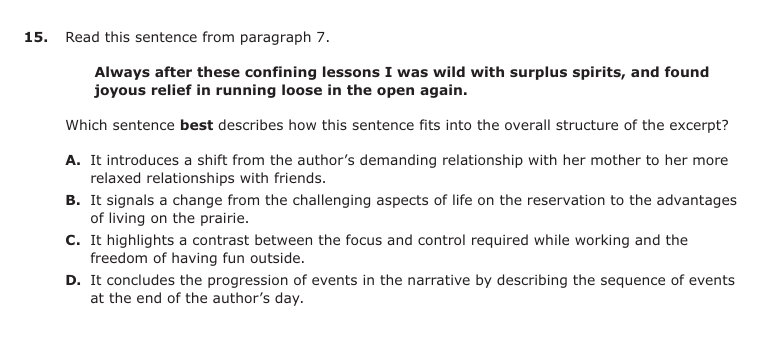 15. Read this sentence from paragraph 7.
Always after these confining lessons I was wild with surplus spirits, and found
joyous relief in running loose in the open again.
Which sentence best describes how this sentence fits into the overall structure of the excerpt?
A. It introduces a shift from the author’s demanding relationship with her mother to her more
relaxed relationships with friends.
B. It signals a change from the challenging aspects of life on the reservation to the advantages
of living on the prairie.
C. It highlights a contrast between the focus and control required while working and the
freedom of having fun outside.
D. It concludes the progression of events in the narrative by describing the sequence of events
at the end of the author’s day.